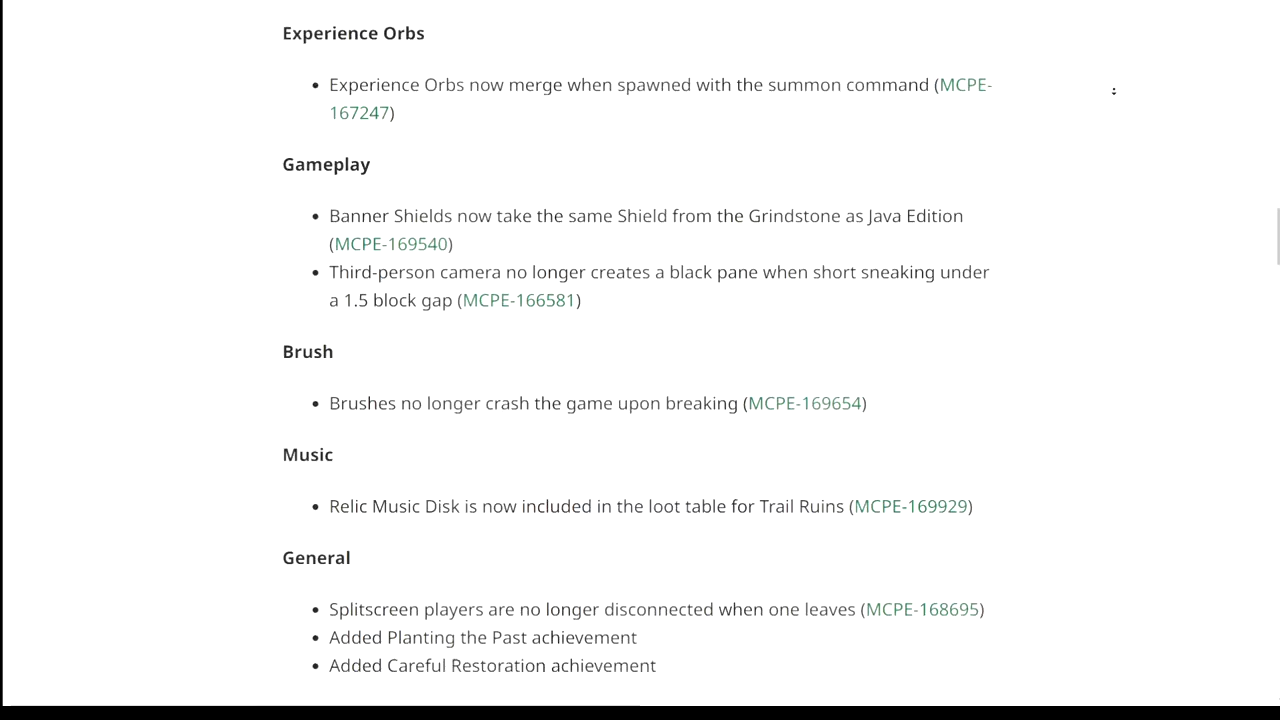 Experience Orbs
• Experience Orbs now merge when spawned with the summon command (MCPE-
167247)
Gameplay
• Banner Shields now take the same Shield from the Grindstone as Java Edition
(MCPE-169540)
• Third-person camera no longer creates a black pane when short sneaking under
a 1.5 block gap (MCPE-166581)
Brush
• Brushes no longer crash the game upon breaking (MCPE-169654)
Music
• Relic Music Disk is now included in the loot table for Trail Ruins (MCPE-169929)
General
• Splitscreen players are no longer disconnected when one leaves (MCPE-168695)
• Added Planting the Past achievement
• Added Careful Restoration achievement